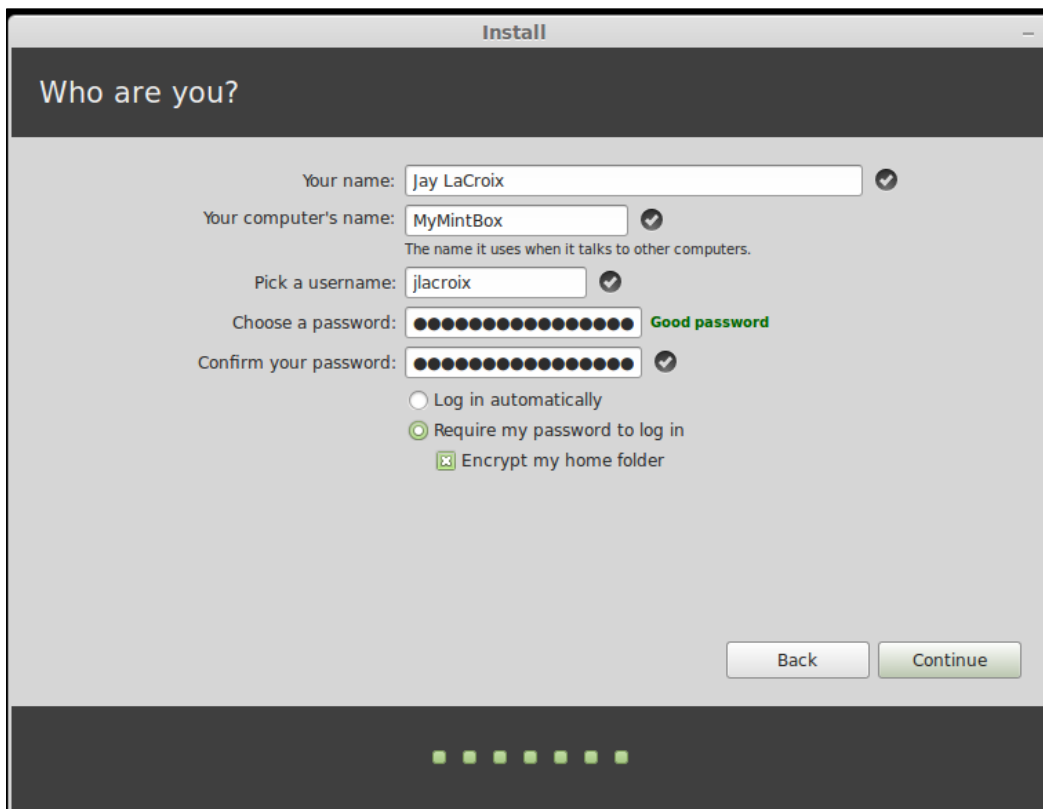 Install
Who are you?
Your name: Jay LaCroix
Your computer's name: MyMintBox
The name it uses when it talks to other computers.
Pick a username: jlacroix
Choose a password: ●●●●●●●●●●●●●●●● Good password
Confirm your password: ●●●●●●●●●●●●●●●●
Log in automatically
Require my password to log in
Encrypt my home folder
Back Continue